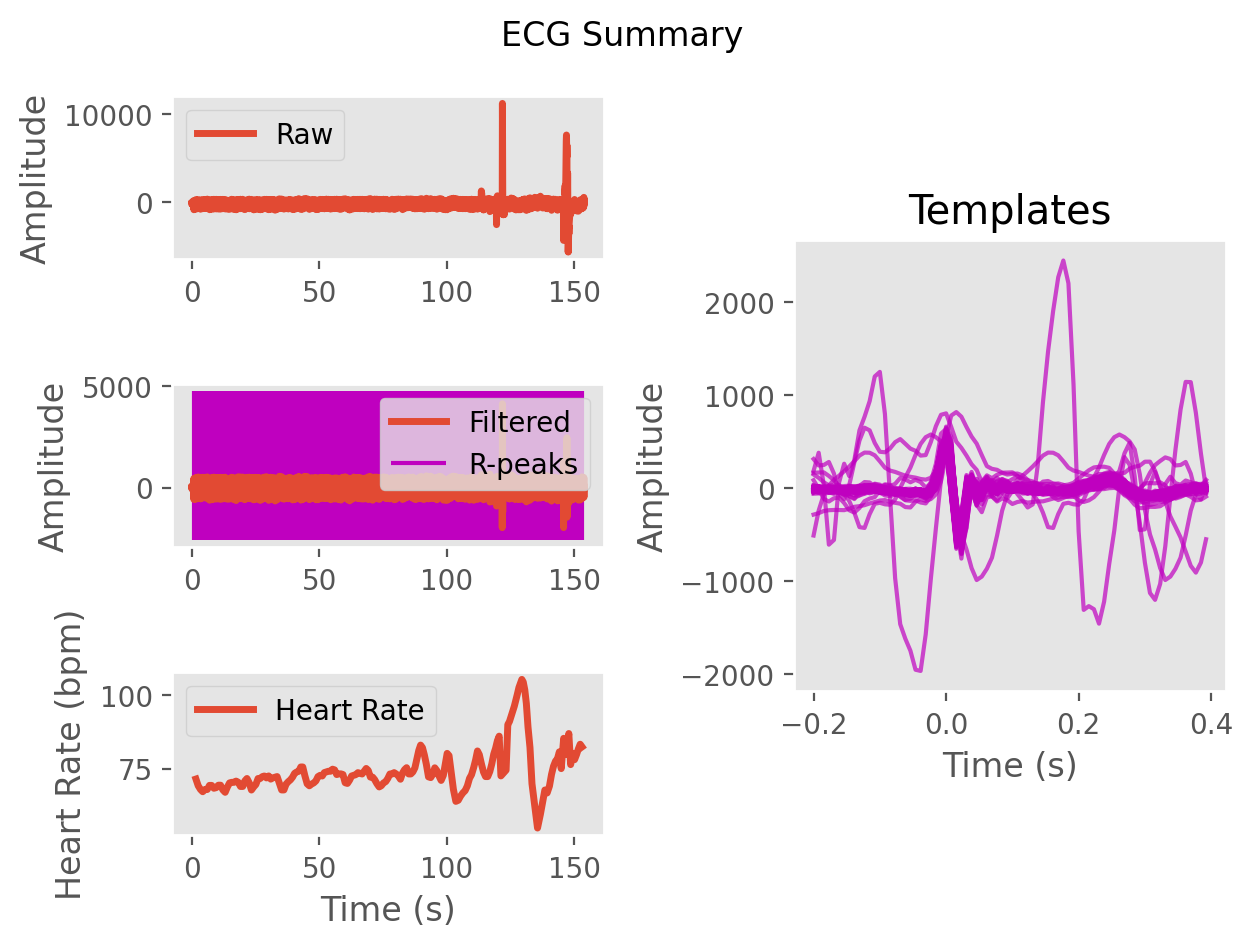 ECG Summary
Amplitude
10000
0
Raw
0 50 100 150
Amplitude
5000
0
Filtered
R-peaks
0 50 100 150
Heart Rate (bpm)
100
75
Heart Rate
0 50 100 150
Time (s)
Templates
Amplitude
2000
1000
0
−1000
−2000
−0.2 0.0 0.2 0.4
Time (s)